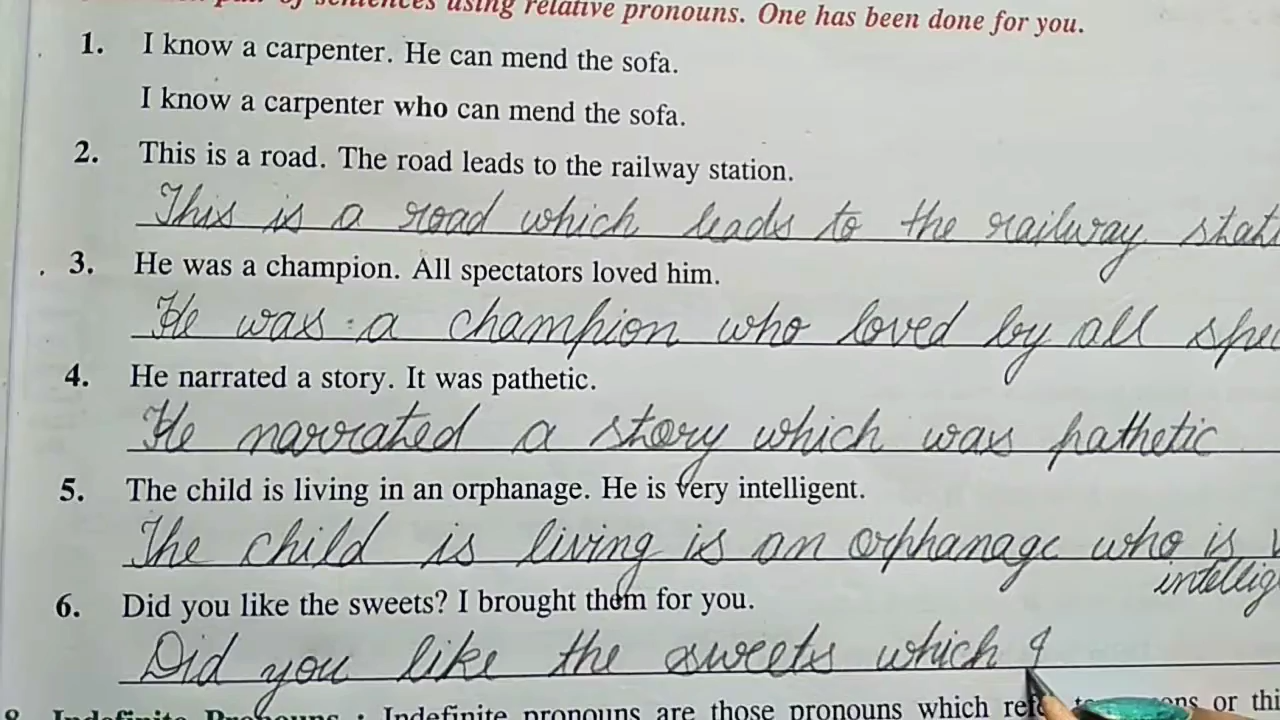 of sentences using relative pronouns. One has been done for you.
1. I know a carpenter. He can mend the sofa.
I know a carpenter who can mend the sofa.
2. This is a road. The road leads to the railway station.
This is a road which leads to the railway stati
3. He was a champion. All spectators loved him.
He was a champion who loved by all spe
4. He narrated a story. It was pathetic.
He narrated a story which was pathetic
5. The child is living in an orphanage. He is very intelligent.
The child is living is an orphanage who is v
intellig
6. Did you like the sweets? I brought them for you.
Did you like the sweets which I
8. Indefinite Pronouns : Indefinite pronouns are those pronouns which or thi